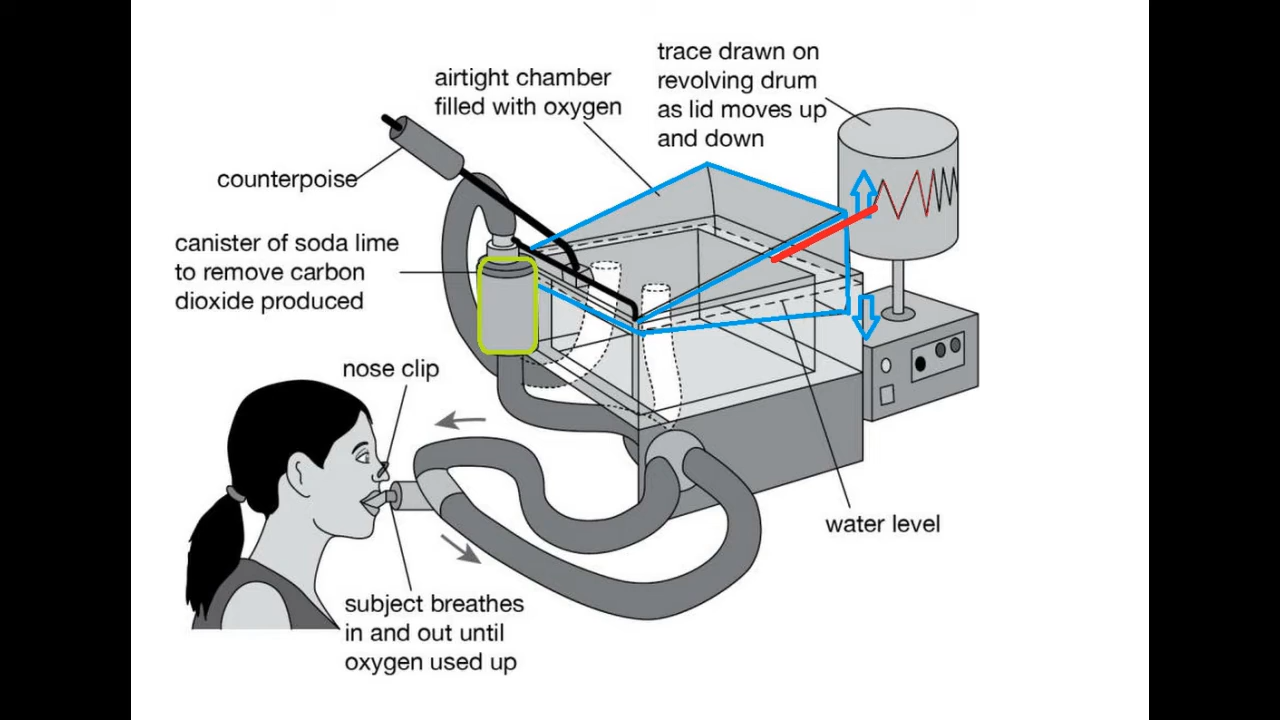 airtight chamber
filled with oxygen
trace drawn on
revolving drum
as lid moves up
and down
counterpoise
canister of soda lime
to remove carbon
dioxide produced
nose clip
water level
subject breathes
in and out until
oxygen used up